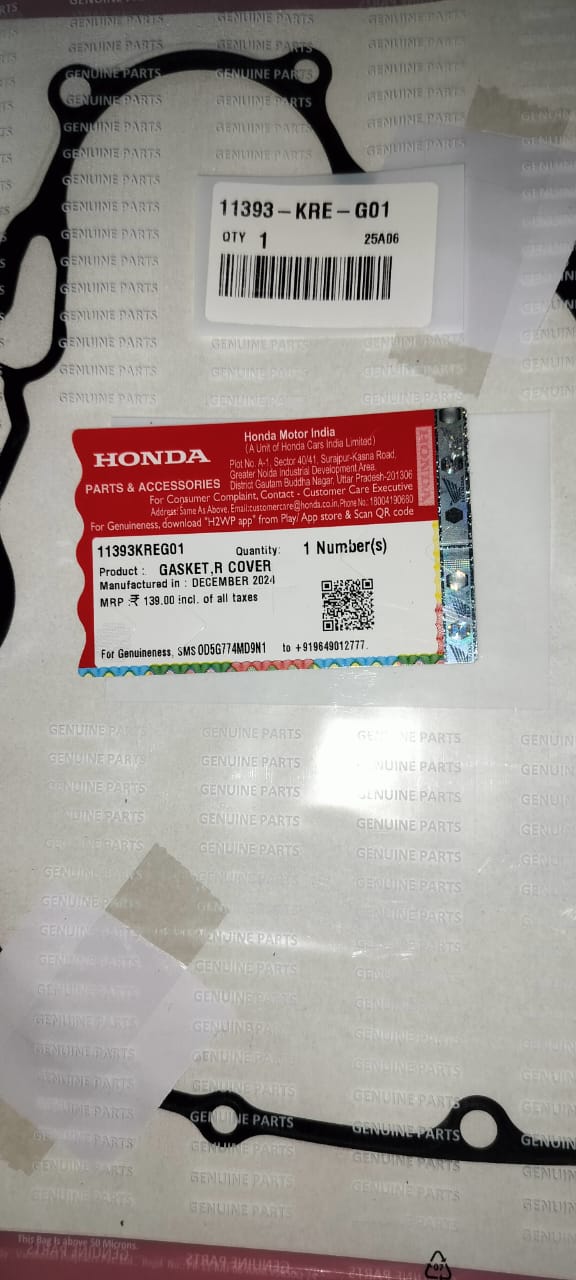 GENUINE PARTS
11393-KRE-G01
QTY 1 25A06
HONDA
PARTS & ACCESSORIES
Honda Motor India
(A Unit of Honda Cars India Limited)
Plot No. A-1, Sector 40/41, Surajpur-Kasna Road,
Greater Noida Industrial Development Area.
District Gautam Buddha Nagar, Uttar Pradesh-201306
For Consumer Complaint, Contact - Customer Care Executive
Address: Same As Above, Email:customercare@honda.co.in, Phone No.: 18004190680
For Genuineness, download "H2WP app" from Play/ App store & Scan QR code
HONDA
11393KREG01 Quantity: 1 Number(s)
Product : GASKET,R COVER
Manufactured in : DECEMBER 2024
MRP :₹ 139.00 incl. of all taxes
For Genuineness, SMS OD5G774MD9N1 to +919649012777.
GENUINE PARTS
This Bag is above 50 Microns.
07